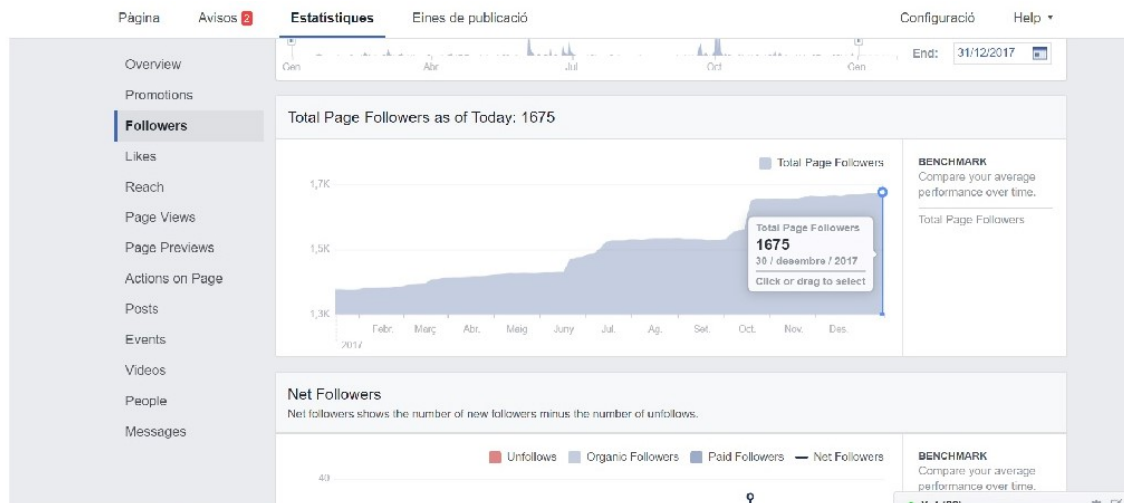 Pàgina
Avisos 2
Estadístiques
Eines de publicació
Configuració
Help
Overview
Promotions
Followers
Likes
Reach
Page Views
Page Previews
Actions on Page
Posts
Events
Videos
People
Messages
Gen
Abr
Jul
Oct
Gen
End: 31/12/2017
Total Page Followers as of Today: 1675
Total Page Followers
1,7K
1,5K
1,3K
Total Page Followers
1675
30 / desembre / 2017
Click or drag to select
Febr.
Març
Abr.
Maig
Juny
Jul.
Ag.
Set.
Oct.
Nov.
Des.
2017
BENCHMARK
Compare your average
performance over time.
Total Page Followers
Net Followers
Net followers shows the number of new followers minus the number of unfollows.
Unfollows
Organic Followers
Paid Followers
Net Followers
40
BENCHMARK
Compare your average
performance over time.